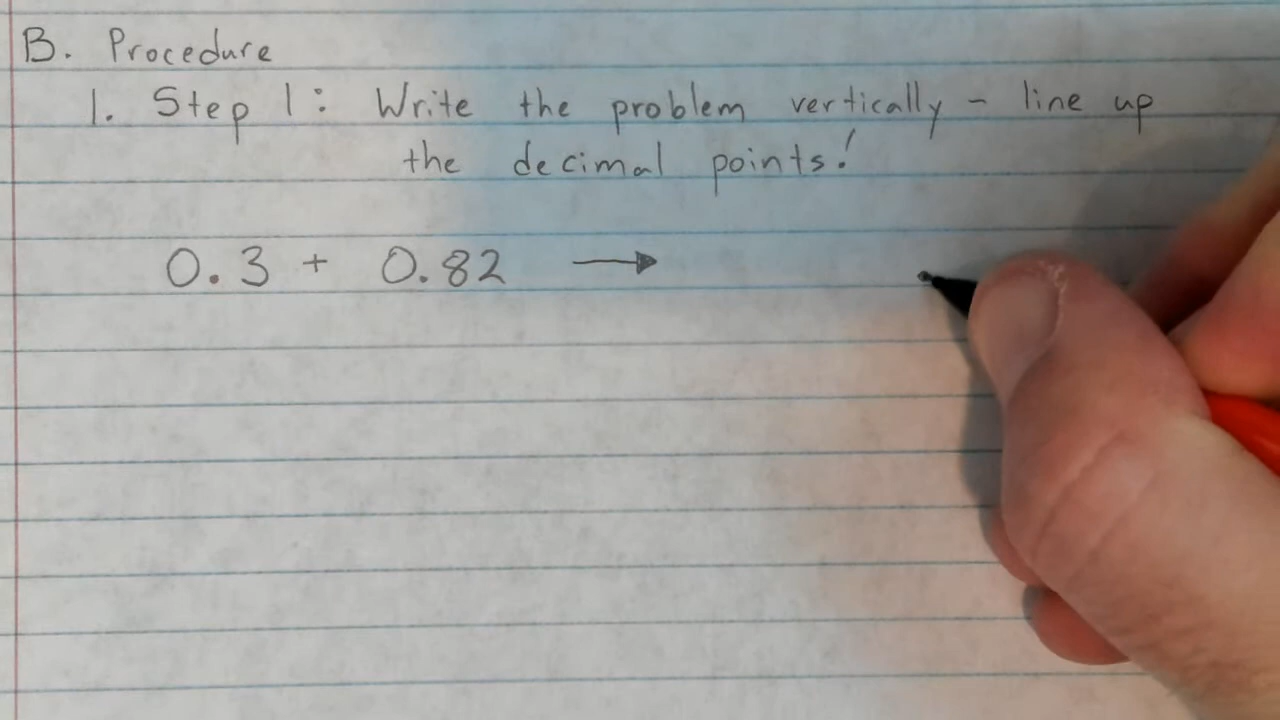 B. Procedure
1. Step 1: Write the problem vertically - line up
the decimal points!
0.3 + 0.82 →